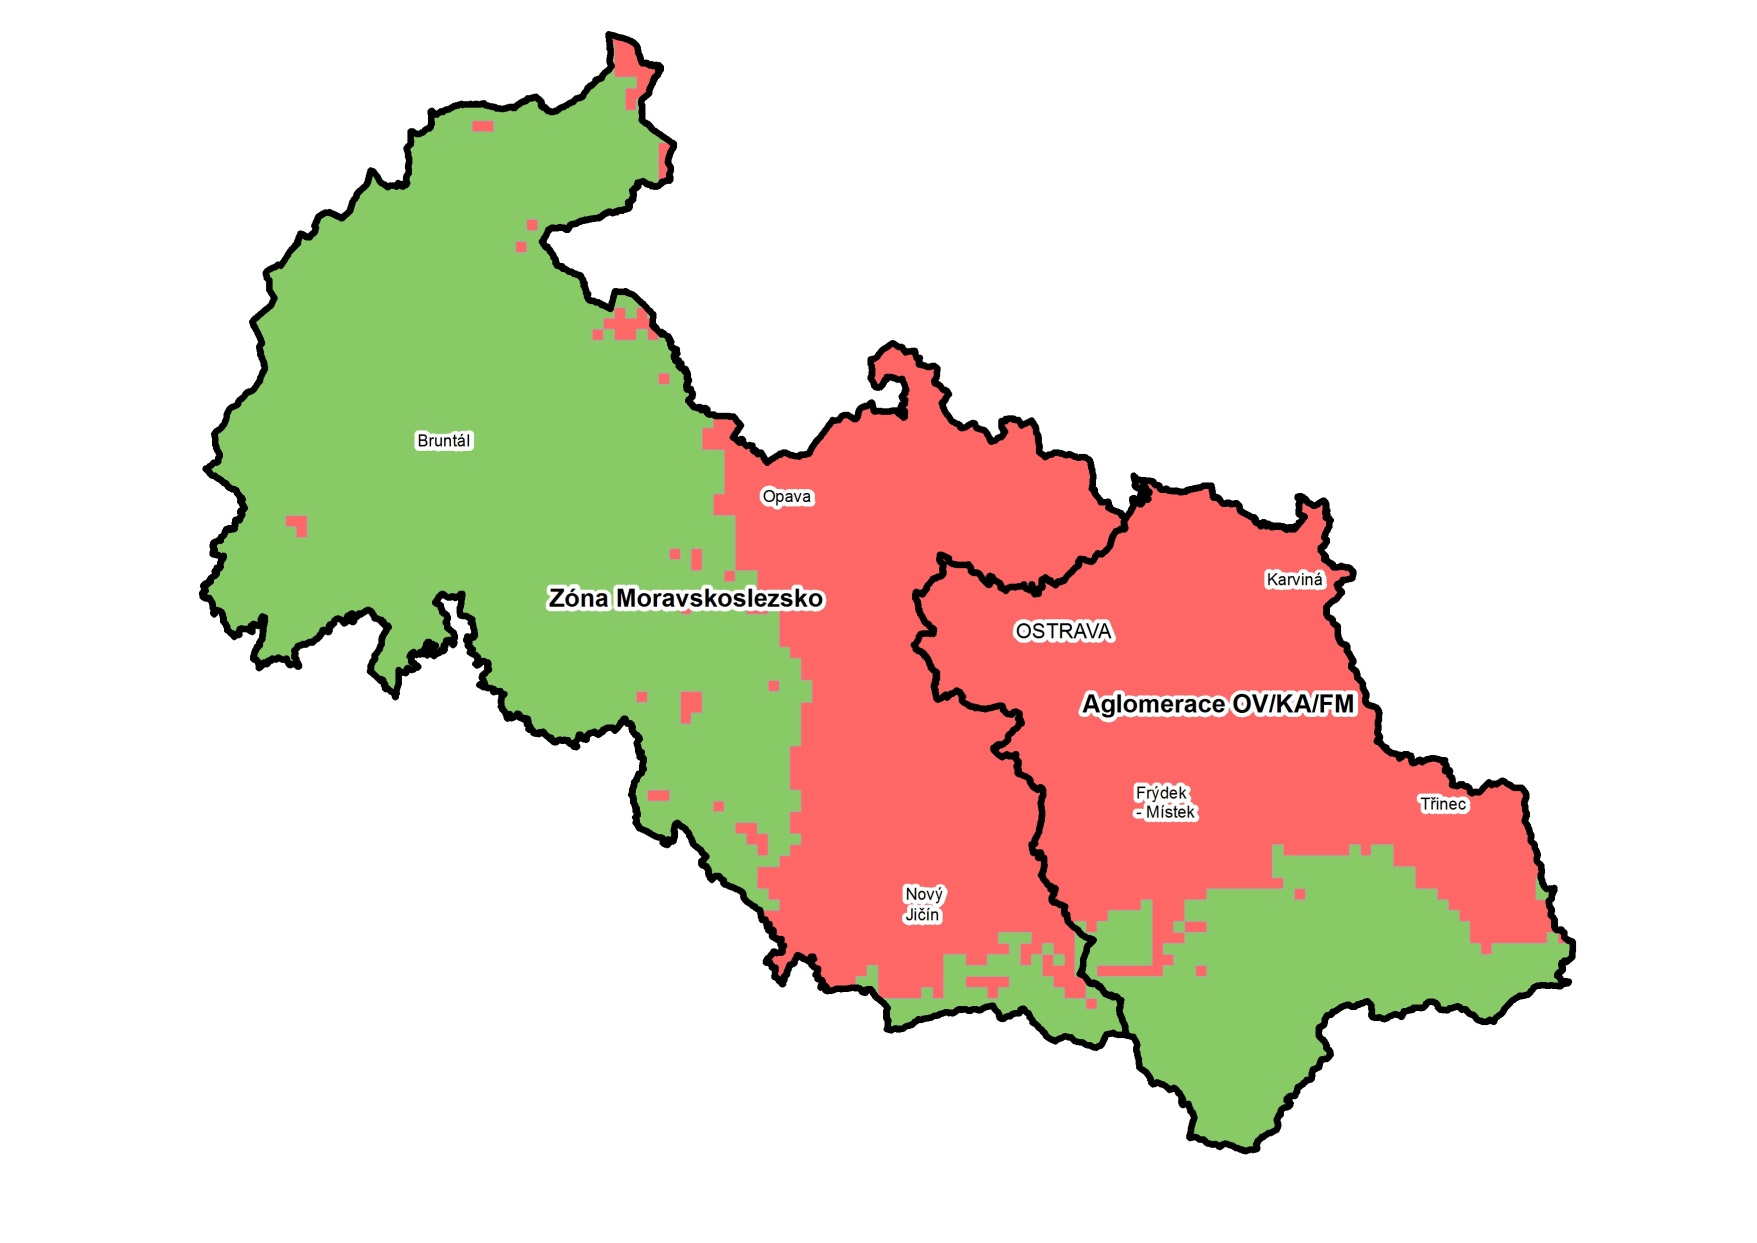 Bruntál
Opava
Karviná
Zóna Moravskoslezsko
OSTRAVA
Aglomerace OV/KA/FM
Frýdek
- Místek
Třinec
Nový
Jičín